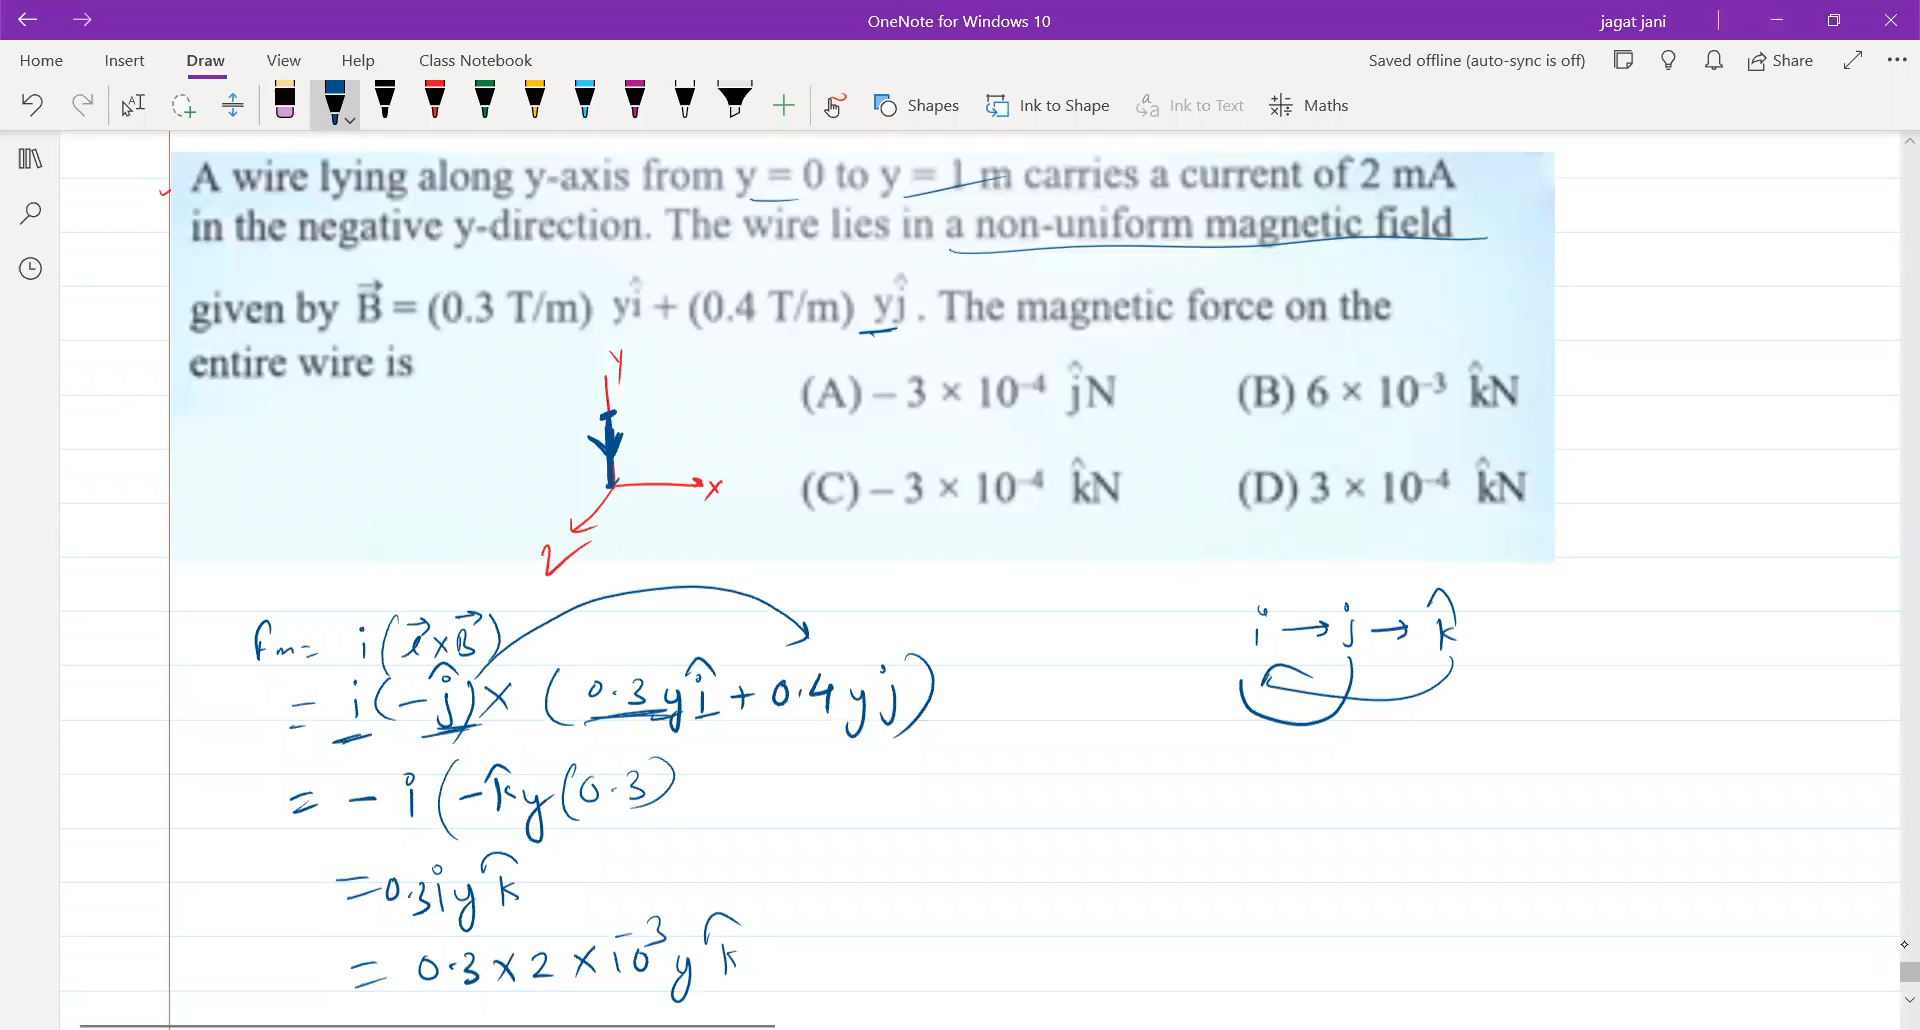 OneNote for Windows 10
jagat jani
Home Insert Draw View Help Class Notebook
Saved offline (auto-sync is off) Share
Shapes Ink to Shape Ink to Text Maths
A wire lying along y-axis from y = 0 to y = 1 m carries a current of 2 mA
in the negative y-direction. The wire lies in a non-uniform magnetic field
given by B⃗ = (0.3 T/m) yî + (0.4 T/m) yĵ . The magnetic force on the
entire wire is
(A) – 3 × 10⁻⁴ ĵN (B) 6 × 10⁻³ k̂N
(C) – 3 × 10⁻⁴ k̂N (D) 3 × 10⁻⁴ k̂N
y
x
z
Fm = i(l⃗ × B⃗)
= i(-ĵ) × (0.3yî + 0.4yj)
= - i(-k̂y(0.3)
= 0.3iyk̂
= 0.3 × 2 × 10⁻³ y k̂
i → j → k̂